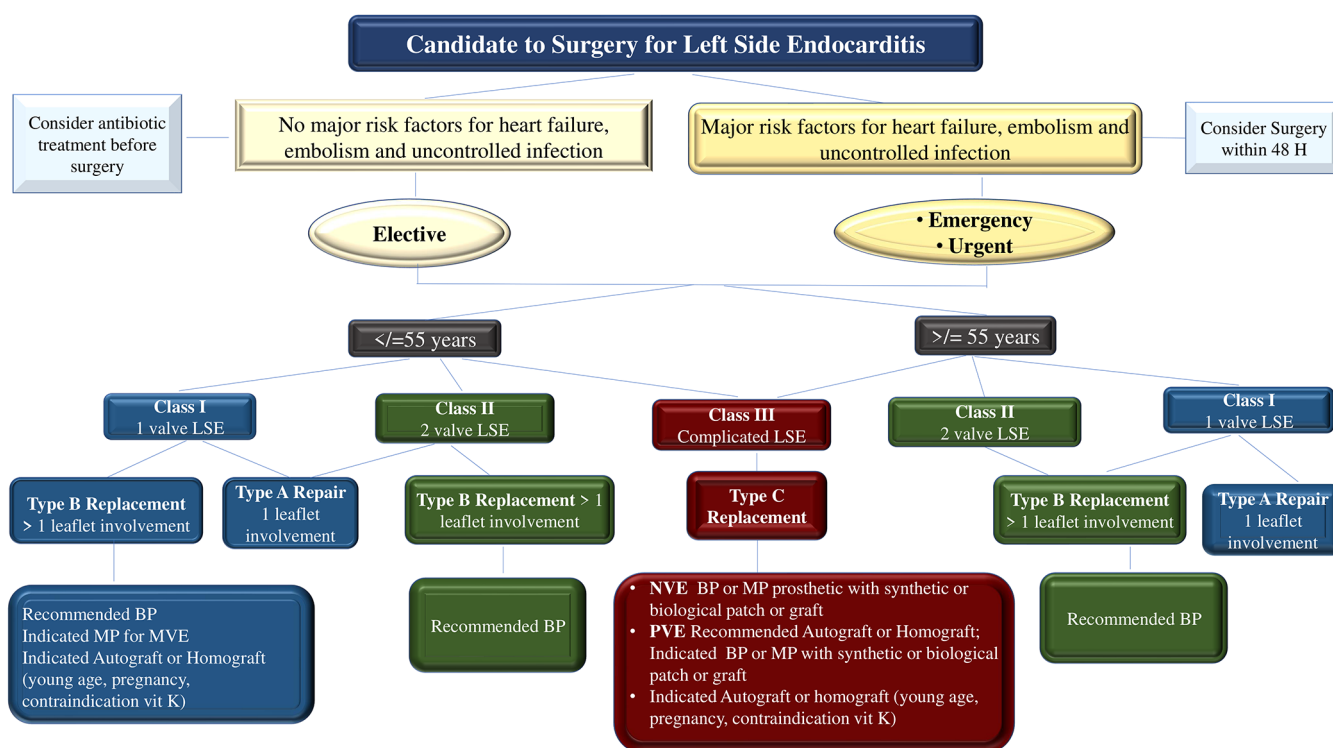 Candidate to Surgery for Left Side Endocarditis
Consider antibiotic
treatment before
surgery
No major risk factors for heart failure,
embolism and uncontrolled infection
Major risk factors for heart failure, embolism and
uncontrolled infection
Consider Surgery
within 48 H
Elective
• Emergency
• Urgent
</=55 years
>/= 55 years
Class I
1 valve LSE
Class II
2 valve LSE
Class III
Complicated LSE
Class II
2 valve LSE
Class I
1 valve LSE
Type B Replacement
> 1 leaflet involvement
Type A Repair
1 leaflet
involvement
Type B Replacement > 1
leaflet involvement
Type C
Replacement
Type B Replacement
> 1 leaflet involvement
Type A Repair
1 leaflet
involvement
Recommended BP
Indicated MP for MVE
Indicated Autograft or Homograft
(young age, pregnancy,
contraindication vit K)
Recommended BP
• NVE BP or MP prosthetic with synthetic or
biological patch or graft
• PVE Recommended Autograft or Homograft;
Indicated BP or MP with synthetic or biological
patch or graft
• Indicated Autograft or homograft (young age,
pregnancy, contraindication vit K)
Recommended BP